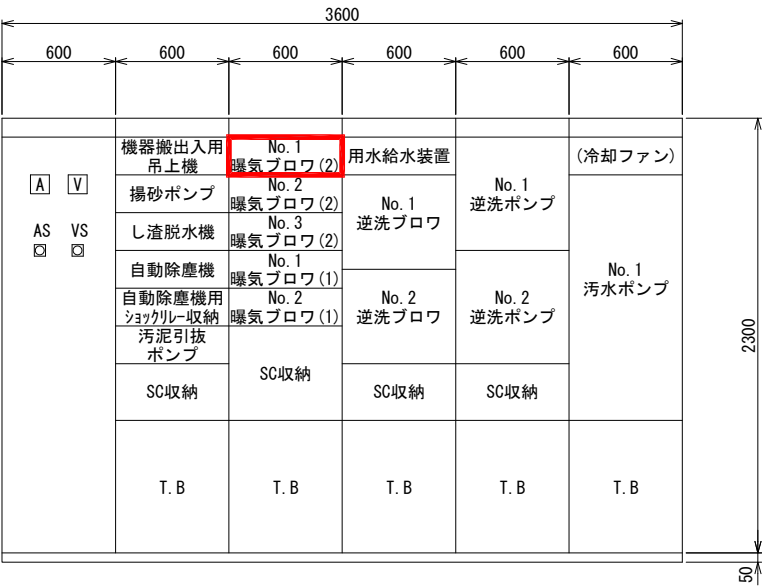 3600
600
600
600
600
600
600
A
V
AS
VS
機器搬出入用
吊上機
揚砂ポンプ
し渣脱水機
自動除塵機
自動除塵機用
ｼｮｯｸﾘﾚｰ収納
汚泥引抜
ポンプ
SC収納
T.B
No.1
曝気ブロワ(2)
No.2
曝気ブロワ(2)
No.3
曝気ブロワ(2)
No.1
曝気ブロワ(1)
No.2
曝気ブロワ(1)
SC収納
T.B
用水給水装置
No.1
逆洗ブロワ
No.2
逆洗ブロワ
SC収納
T.B
No.1
逆洗ポンプ
No.2
逆洗ポンプ
SC収納
T.B
(冷却ファン)
No.1
汚水ポンプ
T.B
2300
50